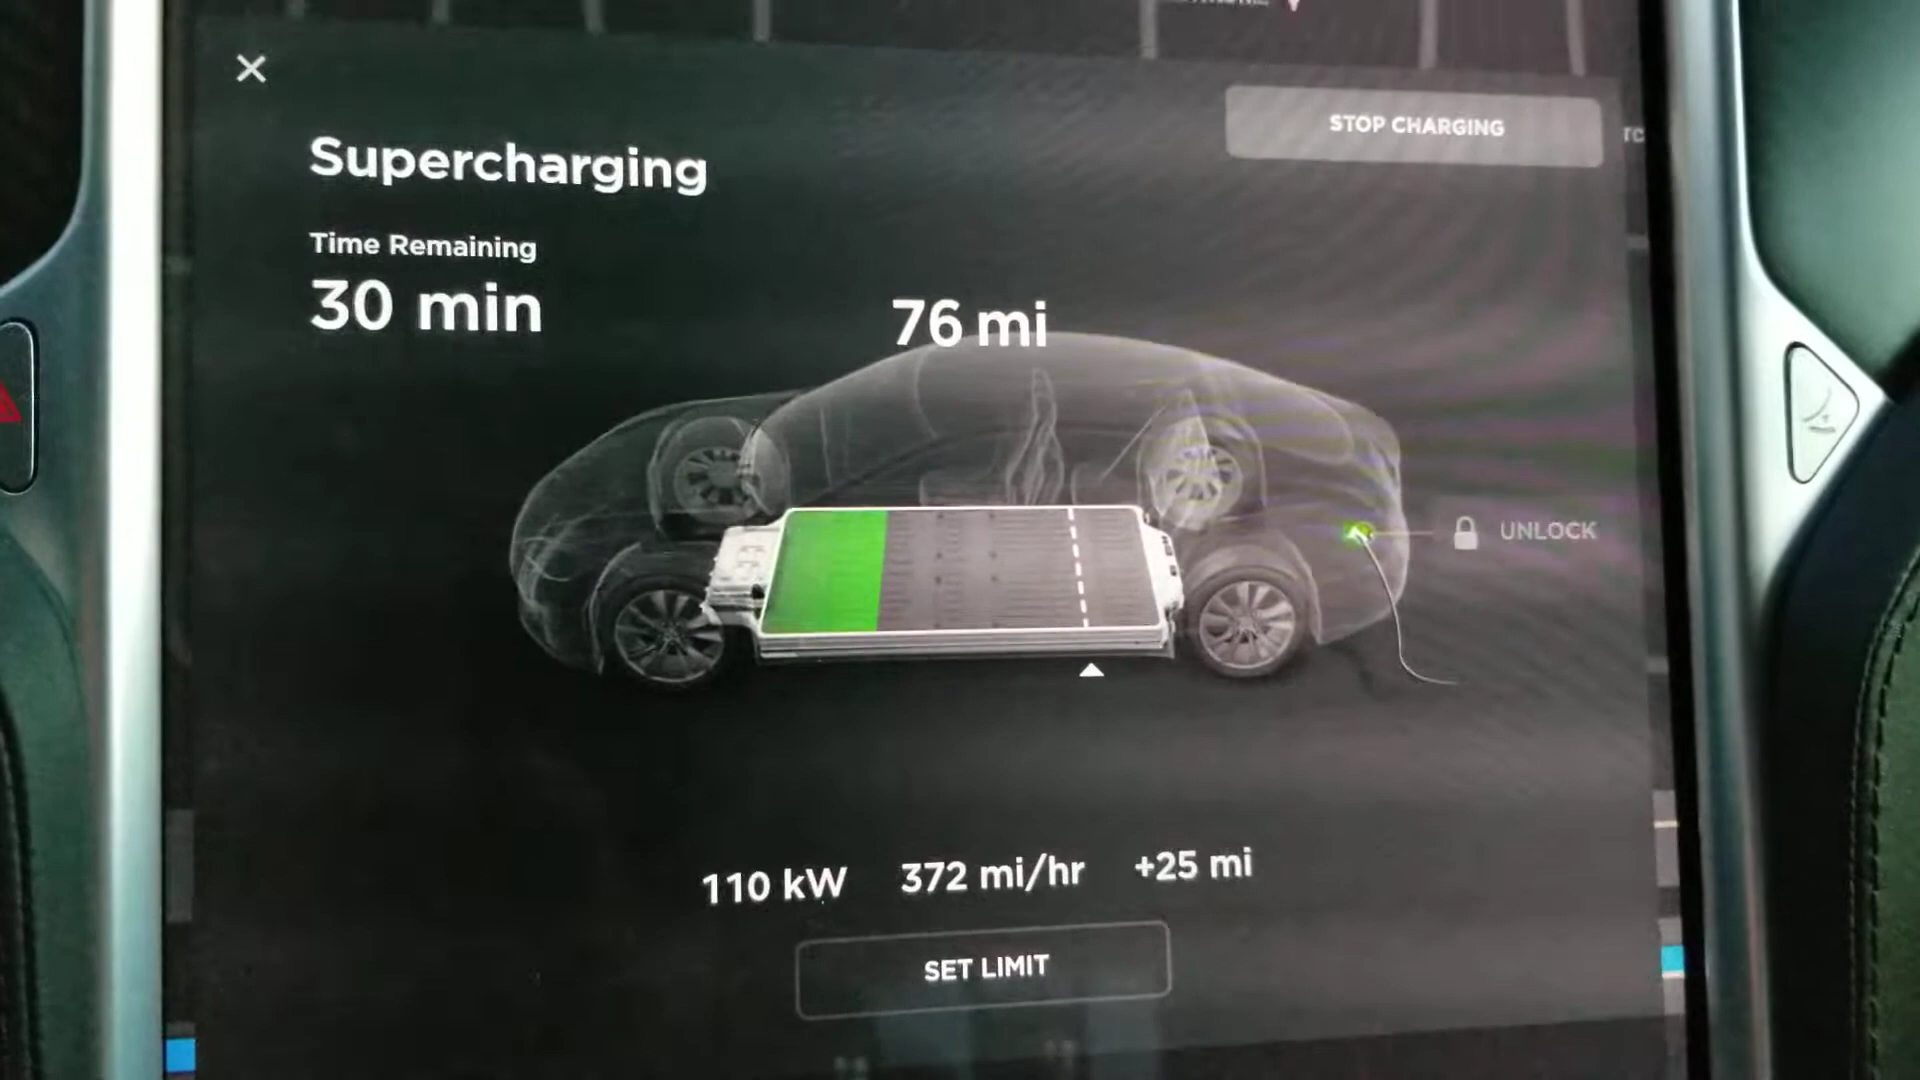 STOP CHARGING
Supercharging
Time Remaining
30 min
76 mi
UNLOCK
110 kW 372 mi/hr +25 mi
SET LIMIT